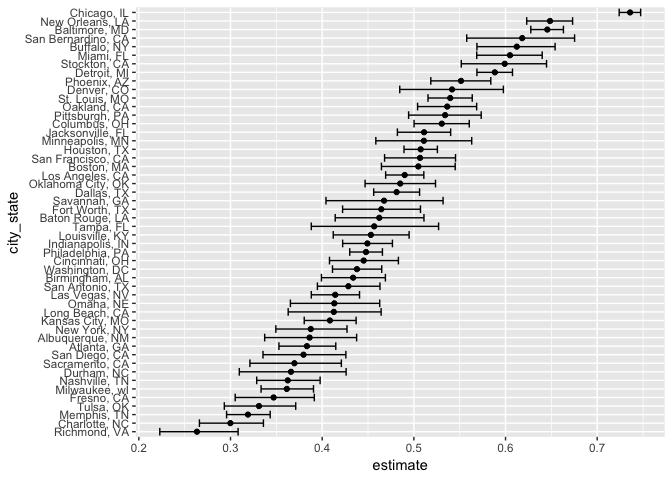 Chicago, IL
New Orleans, LA
Baltimore, MD
San Bernardino, CA
Buffalo, NY
Miami, FL
Stockton, CA
Detroit, MI
Phoenix, AZ
Denver, CO
St. Louis, MO
Oakland, CA
Pittsburgh, PA
Columbus, OH
Jacksonville, FL
Minneapolis, MN
Houston, TX
San Francisco, CA
Boston, MA
Los Angeles, CA
Oklahoma City, OK
Dallas, TX
Savannah, GA
Fort Worth, TX
Baton Rouge, LA
Tampa, FL
Louisville, KY
Indianapolis, IN
Philadelphia, PA
Cincinnati, OH
Washington, DC
Birmingham, AL
San Antonio, TX
Las Vegas, NV
Omaha, NE
Long Beach, CA
Kansas City, MO
New York, NY
Albuquerque, NM
Atlanta, GA
San Diego, CA
Sacramento, CA
Durham, NC
Nashville, TN
Milwaukee, wI
Fresno, CA
Tulsa, OK
Memphis, TN
Charlotte, NC
Richmond, VA
city_state
0.2 0.3 0.4 0.5 0.6 0.7
estimate